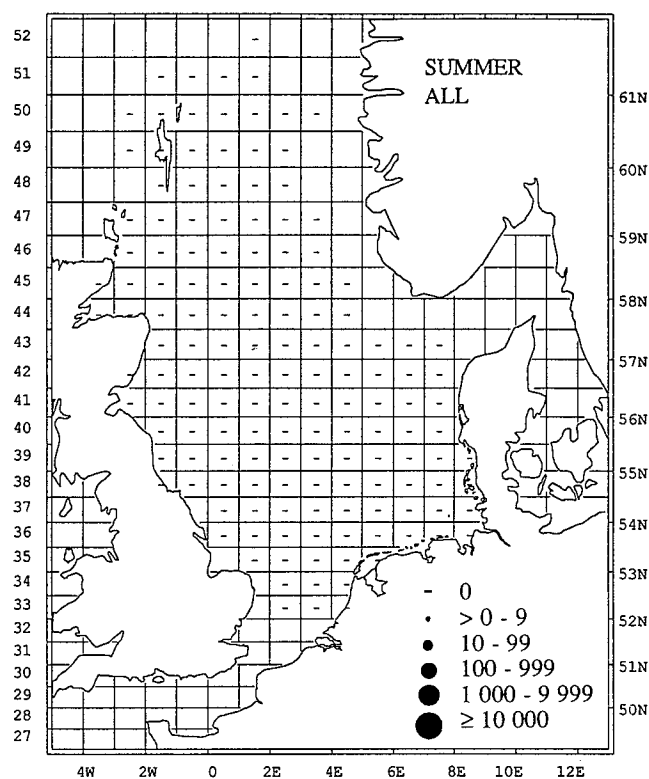 SUMMER
ALL
52
51
50
49
48
47
46
45
44
43
42
41
40
39
38
37
36
35
34
33
32
31
30
29
28
27
61N
60N
59N
58N
57N
56N
55N
54N
53N
52N
51N
50N
- 0
> 0 - 9
10 - 99
100 - 999
1 000 - 9 999
≥ 10 000
4W 2W 0 2E 4E 6E 8E 10E 12E